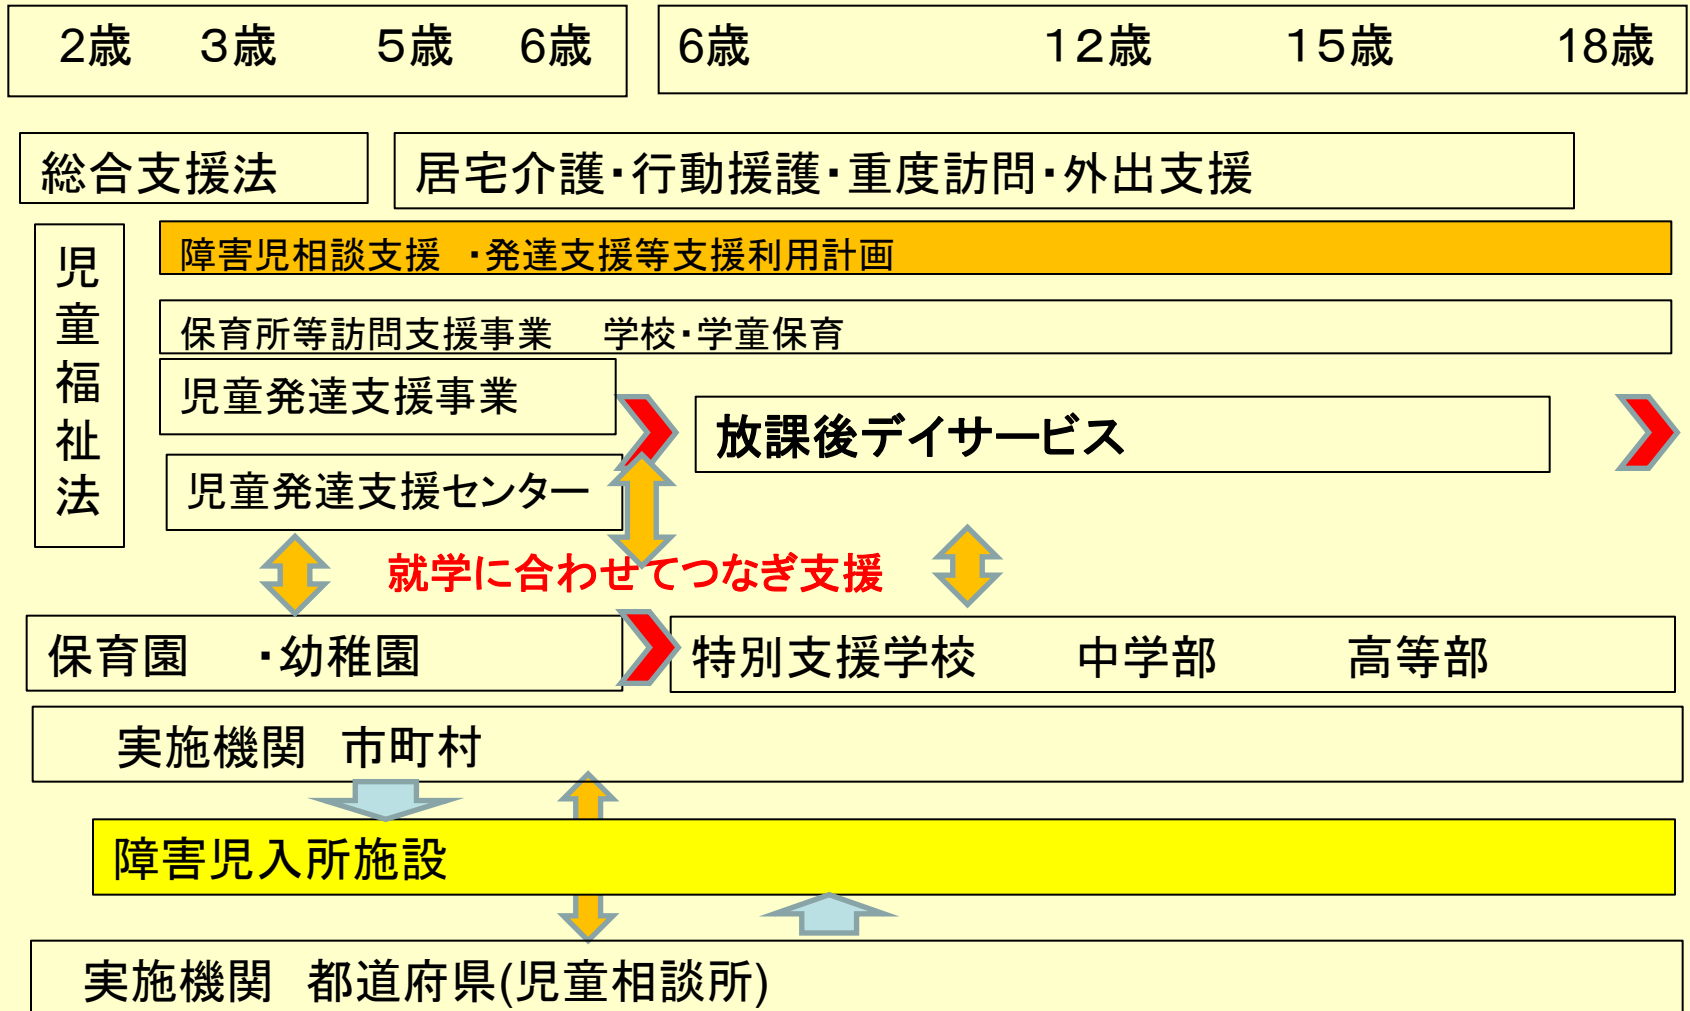 2歳 3歳 5歳 6歳
6歳 12歳 15歳 18歳
総合支援法
居宅介護・行動援護・重度訪問・外出支援
児童福祉法
障害児相談支援 ・発達支援等支援利用計画
保育所等訪問支援事業 学校・学童保育
児童発達支援事業
放課後デイサービス
児童発達支援センター
就学に合わせてつなぎ支援
保育園 ・幼稚園
特別支援学校 中学部 高等部
実施機関 市町村
障害児入所施設
実施機関 都道府県(児童相談所)